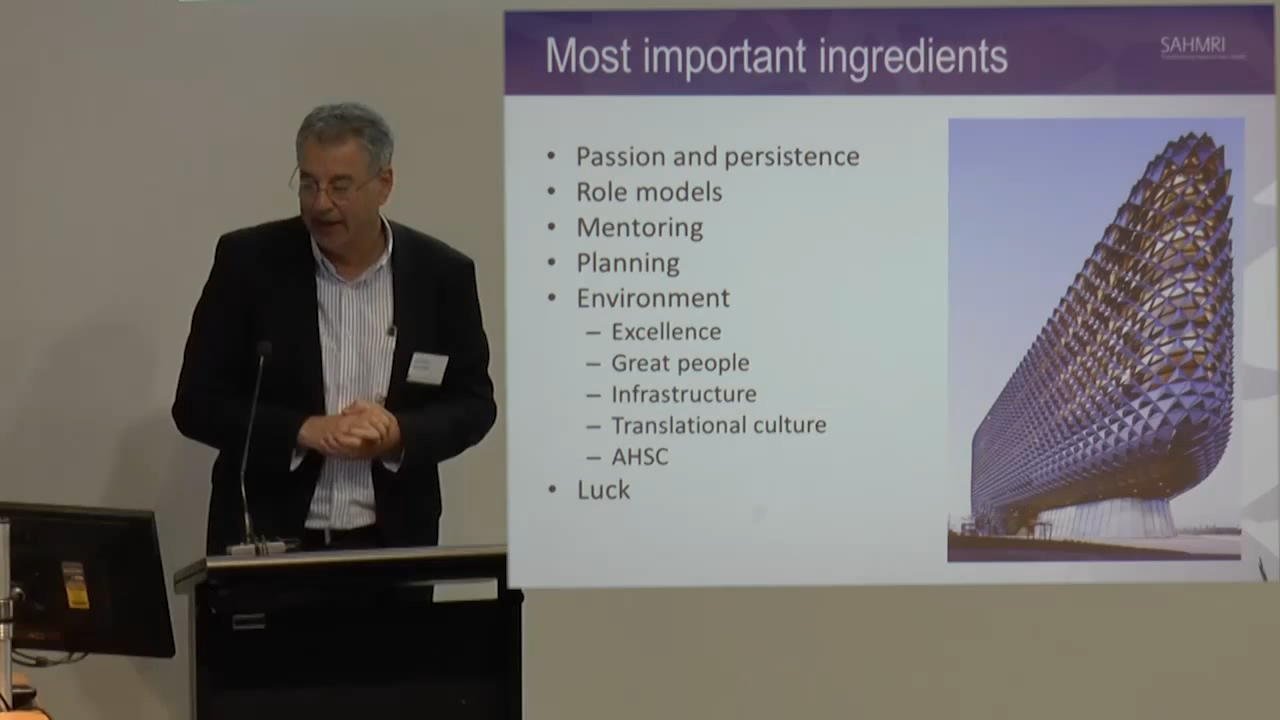 Most important ingredients
SAHMRI
• Passion and persistence
• Role models
• Mentoring
• Planning
• Environment
– Excellence
– Great people
– Infrastructure
– Translational culture
– AHSC
• Luck